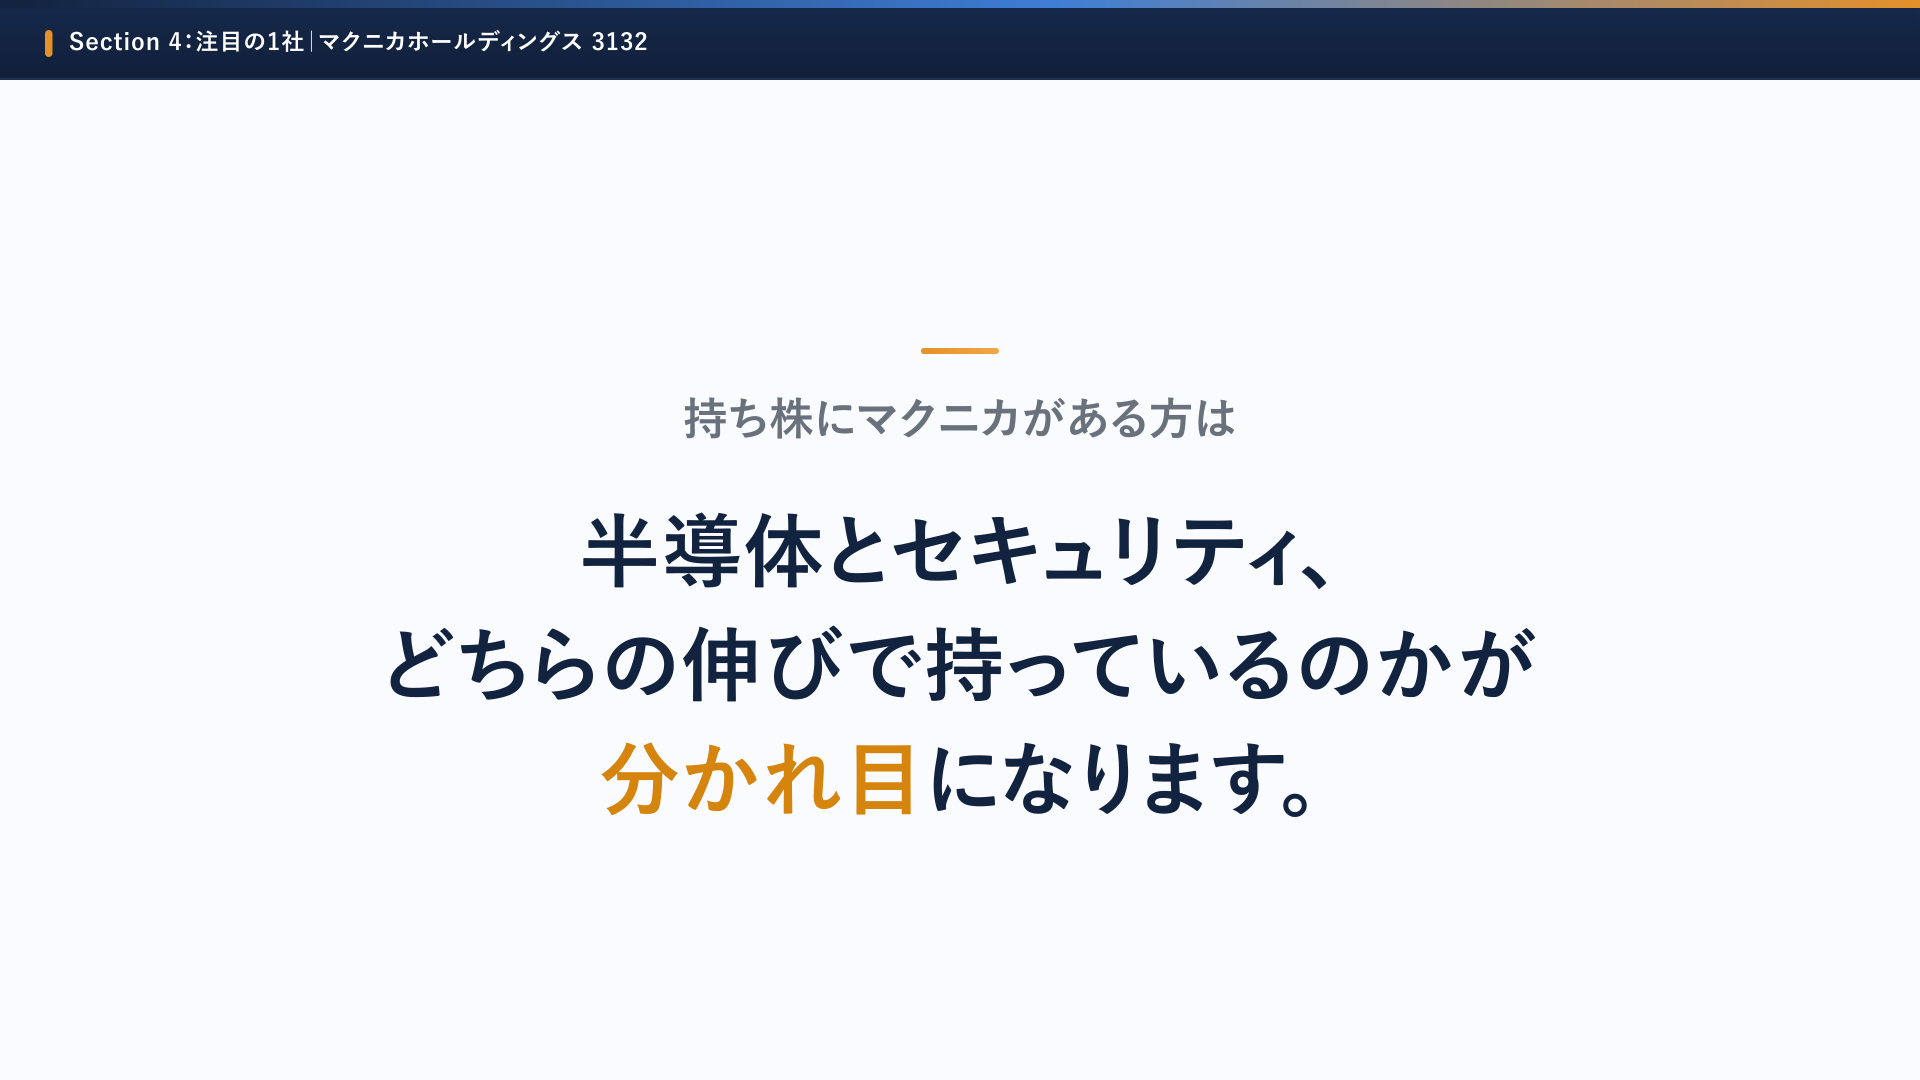 Section 4：注目の1社｜マクニカホールディングス 3132
持ち株にマクニカがある方は
半導体とセキュリティ、
どちらの伸びで持っているのかが
分かれ目になります。